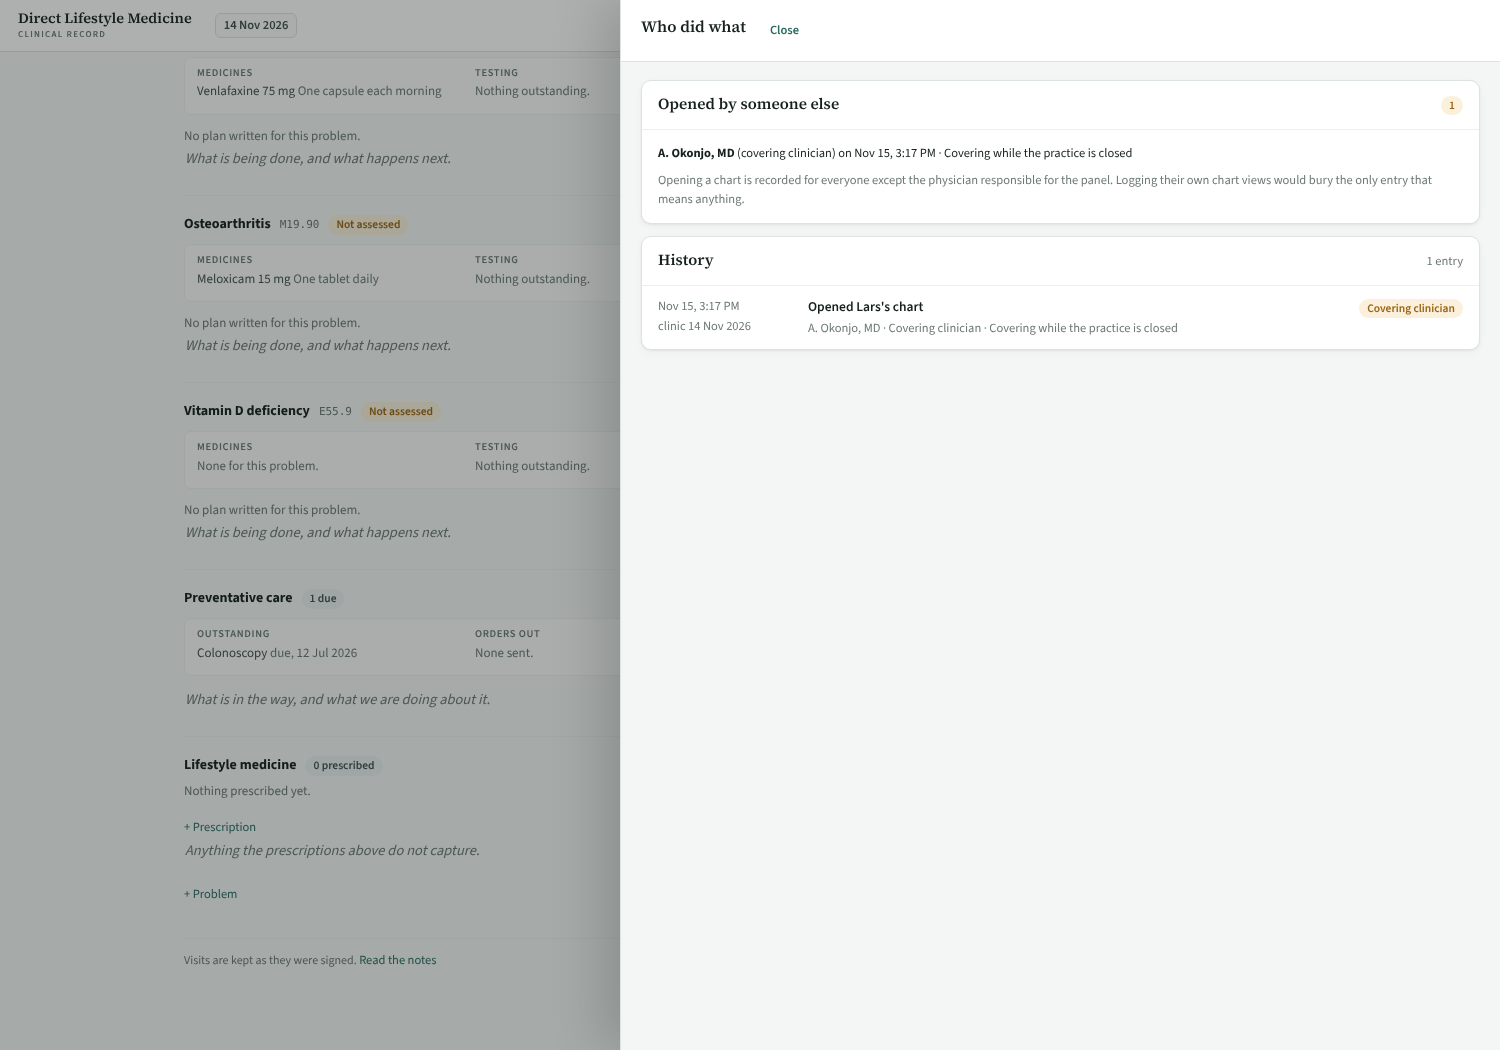 Direct Lifestyle Medicine
CLINICAL RECORD
14 Nov 2026
MEDICINES
Venlafaxine 75 mg One capsule each morning
TESTING
Nothing outstanding.
No plan written for this problem.
What is being done, and what happens next.
Osteoarthritis M19.90 Not assessed
MEDICINES
Meloxicam 15 mg One tablet daily
TESTING
Nothing outstanding.
No plan written for this problem.
What is being done, and what happens next.
Vitamin D deficiency E55.9 Not assessed
MEDICINES
None for this problem.
TESTING
Nothing outstanding.
No plan written for this problem.
What is being done, and what happens next.
Preventative care 1 due
OUTSTANDING
Colonoscopy due, 12 Jul 2026
ORDERS OUT
None sent.
What is in the way, and what we are doing about it.
Lifestyle medicine 0 prescribed
Nothing prescribed yet.
+ Prescription
Anything the prescriptions above do not capture.
+ Problem
Visits are kept as they were signed. Read the notes
Who did what
Close
Opened by someone else
1
A. Okonjo, MD (covering clinician) on Nov 15, 3:17 PM · Covering while the practice is closed
Opening a chart is recorded for everyone except the physician responsible for the panel. Logging their own chart views would bury the only entry that
means anything.
History
1 entry
Nov 15, 3:17 PM
clinic 14 Nov 2026
Opened Lars's chart
A. Okonjo, MD · Covering clinician · Covering while the practice is closed
Covering clinician